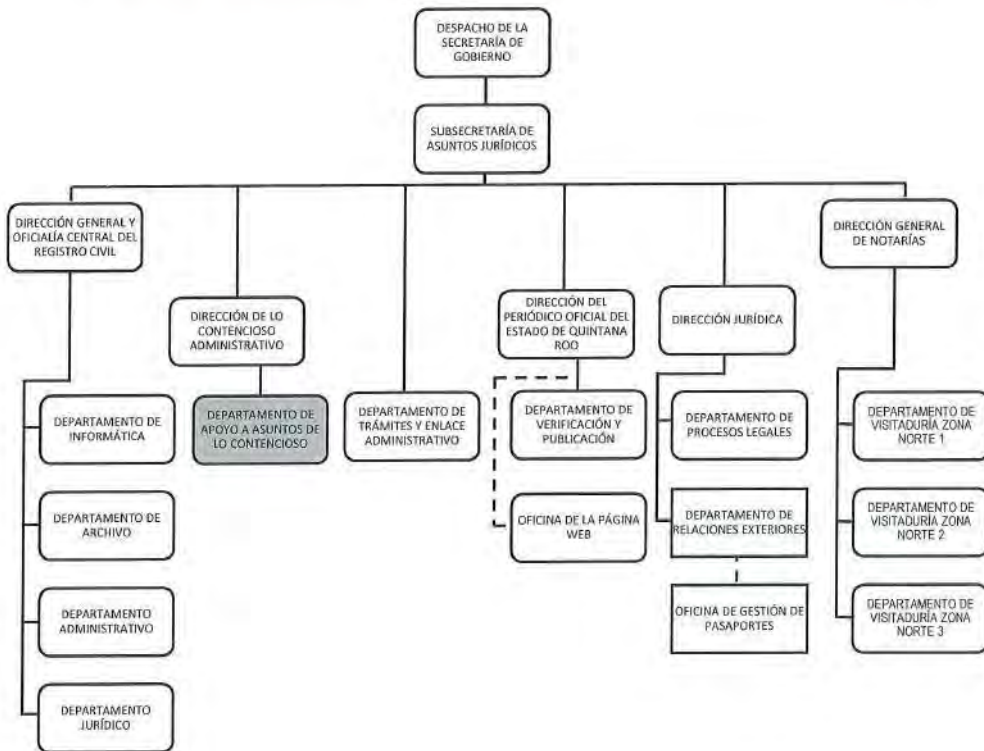 DESPACHO DE LA
SECRETARÍA DE
GOBIERNO
SUBSECRETARÍA DE
ASUNTOS JURÍDICOS
DIRECCIÓN GENERAL Y
OFICIALÍA CENTRAL DEL
REGISTRO CIVIL
DIRECCIÓN GENERAL
DE NOTARÍAS
DIRECCIÓN DE LO
CONTENCIOSO
ADMINISTRATIVO
DIRECCIÓN DEL
PERIÓDICO OFICIAL DEL
ESTADO DE QUINTANA
ROO
DIRECCIÓN JURÍDICA
DEPARTAMENTO DE
INFORMÁTICA
DEPARTAMENTO DE
APOYO A ASUNTOS DE
LO CONTENCIOSO
DEPARTAMENTO DE
TRÁMITES Y ENLACE
ADMINISTRATIVO
DEPARTAMENTO DE
VERIFICACIÓN Y
PUBLICACIÓN
DEPARTAMENTO DE
PROCESOS LEGALES
DEPARTAMENTO DE
VISITADURÍA ZONA
NORTE 1
DEPARTAMENTO DE
ARCHIVO
OFICINA DE LA PÁGINA
WEB
DEPARTAMENTO DE
RELACIONES EXTERIORES
DEPARTAMENTO DE
VISITADURÍA ZONA
NORTE 2
DEPARTAMENTO
ADMINISTRATIVO
OFICINA DE GESTIÓN DE
PASAPORTES
DEPARTAMENTO DE
VISITADURÍA ZONA
NORTE 3
DEPARTAMENTO
JURÍDICO